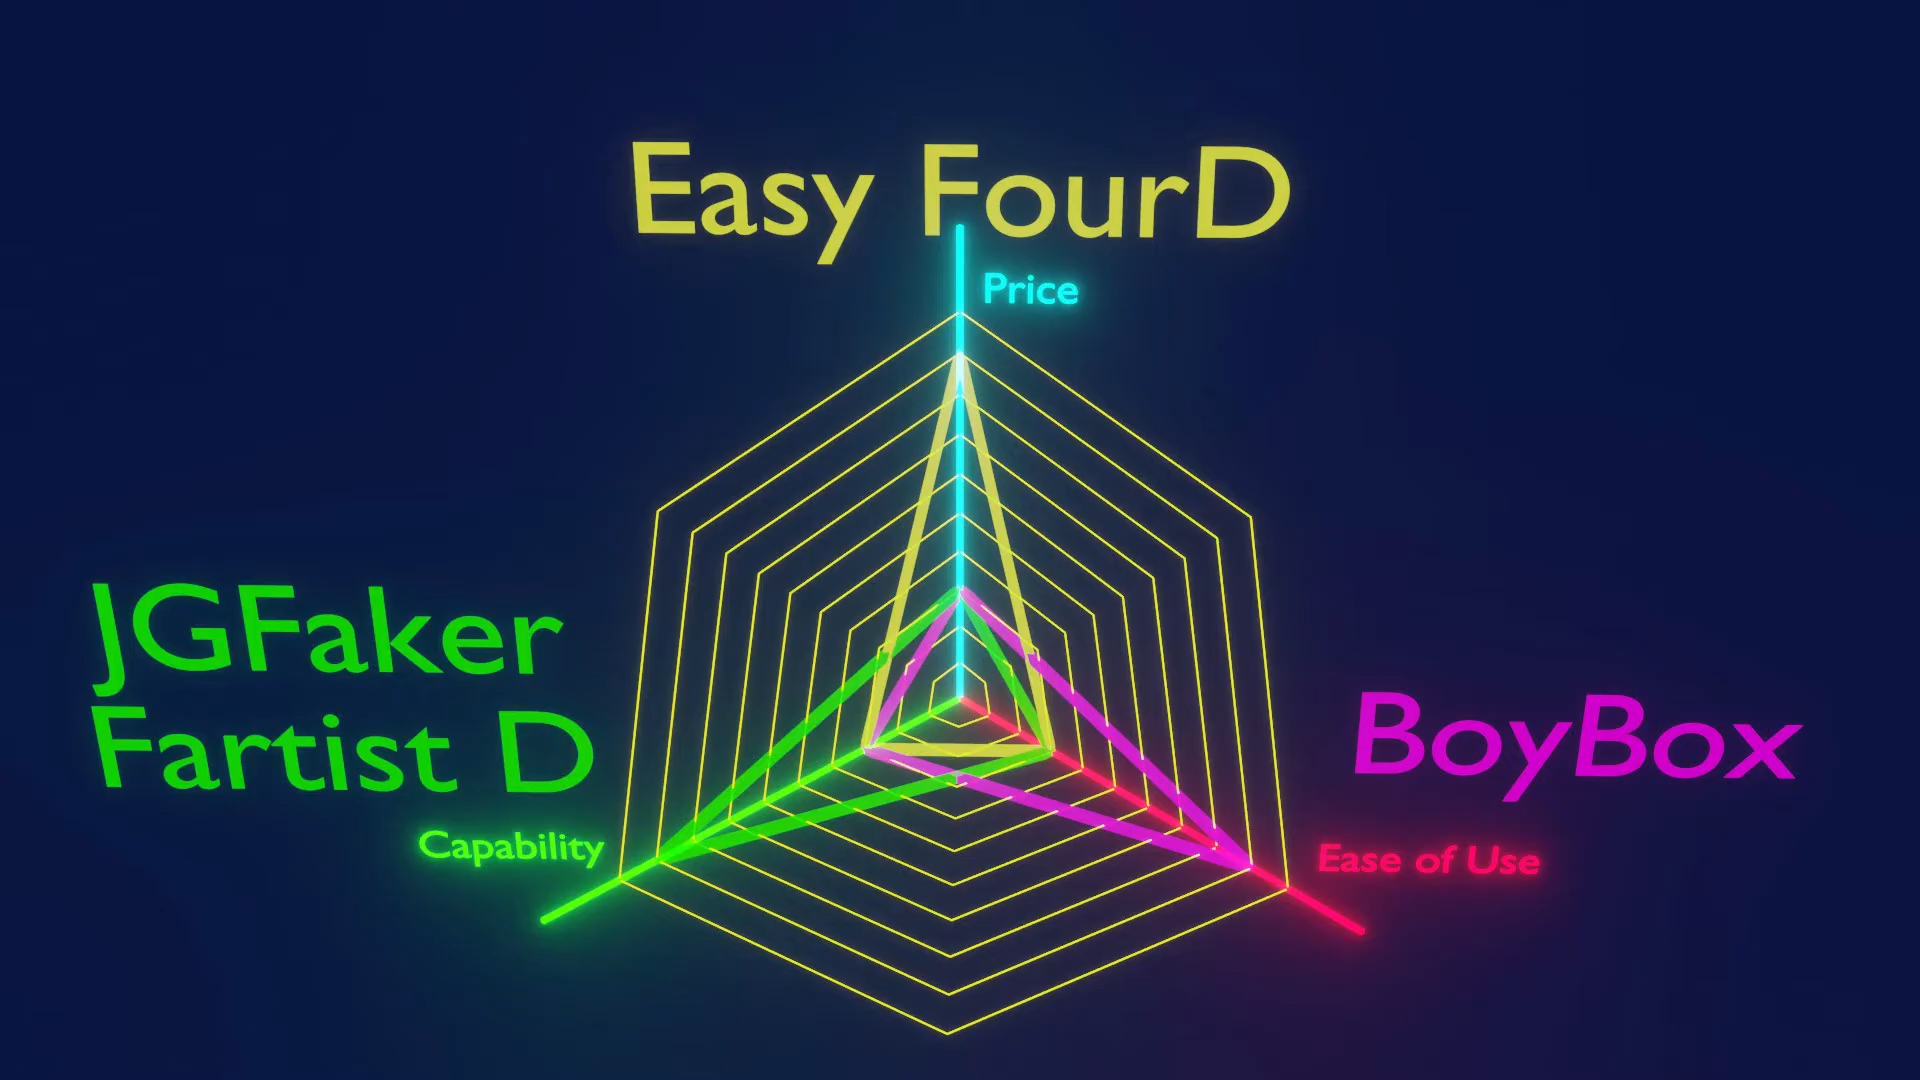 Easy FourD
Price
JGFaker
Fartist D
BoyBox
Capability
Ease of Use